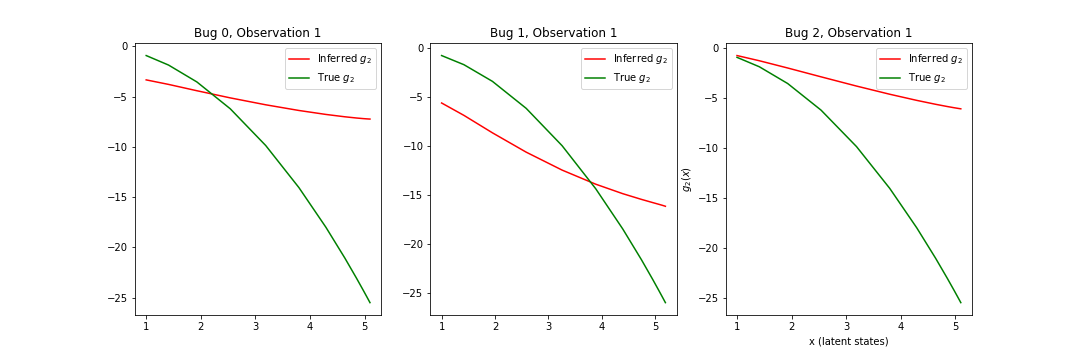 Bug 0, Observation 1
Inferred g₂
True g₂
0
−5
−10
−15
−20
−25
1 2 3 4 5
Bug 1, Observation 1
Inferred g₂
True g₂
0
−5
−10
−15
−20
−25
1 2 3 4 5
Bug 2, Observation 1
Inferred g₂
True g₂
g₂(x)
0
−5
−10
−15
−20
−25
1 2 3 4 5
x (latent states)